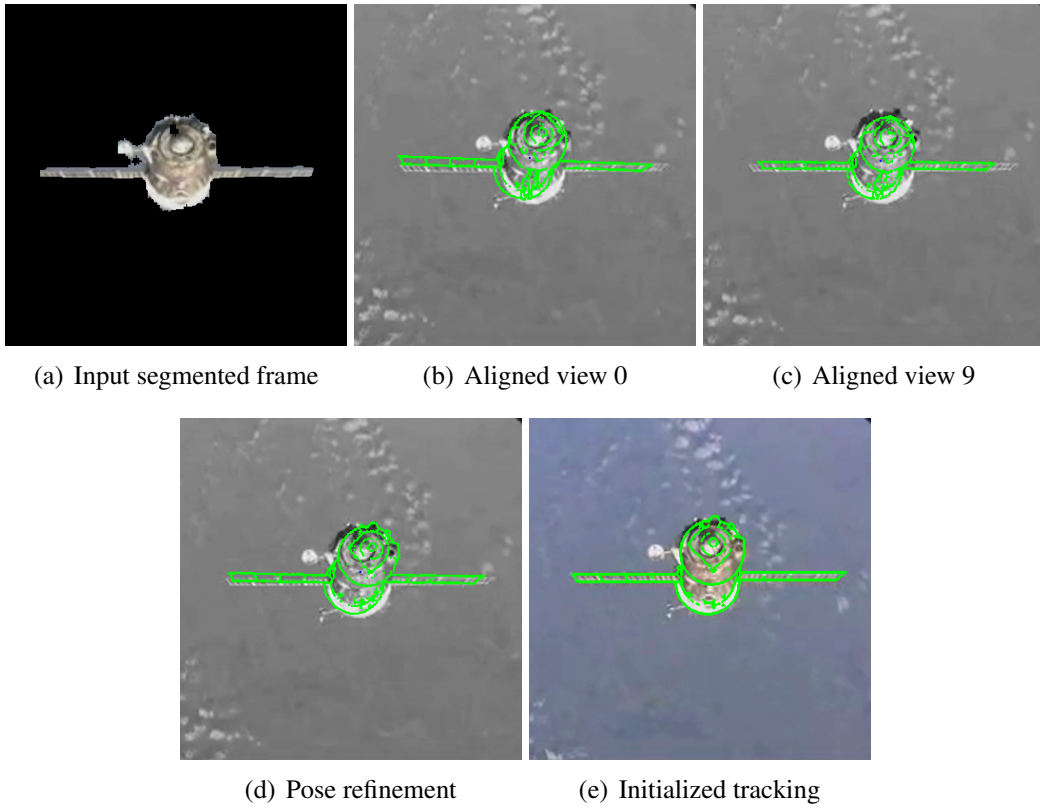 (a) Input segmented frame
(b) Aligned view 0
(c) Aligned view 9
(d) Pose refinement
(e) Initialized tracking